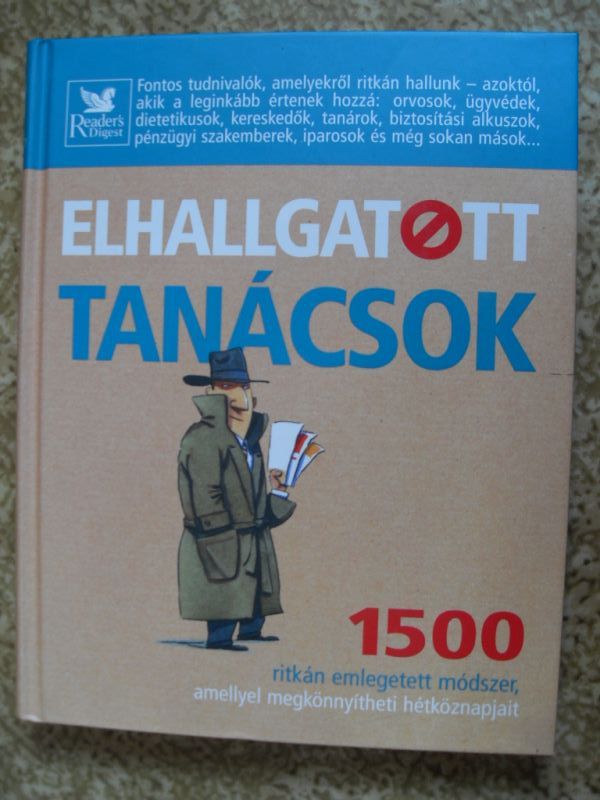 Reader's
Digest
Fontos tudnivalók, amelyekről ritkán hallunk – azoktól,
akik a leginkább értenek hozzá: orvosok, ügyvédek,
dietetikusok, kereskedők, tanárok, biztosítási alkuszok,
pénzügyi szakemberek, iparosok és még sokan mások...
ELHALLGATOTT
TANÁCSOK
1500
ritkán emlegetett módszer,
amellyel megkönnyítheti hétköznapjait